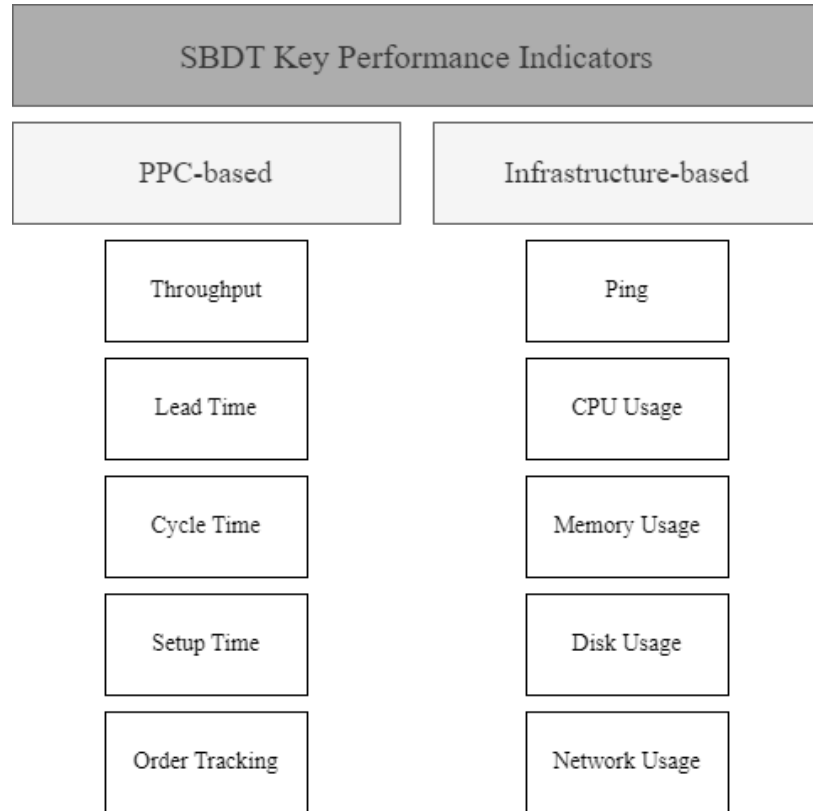 SBDT Key Performance Indicators
PPC-based
Infrastructure-based
Throughput
Ping
Lead Time
CPU Usage
Cycle Time
Memory Usage
Setup Time
Disk Usage
Order Tracking
Network Usage